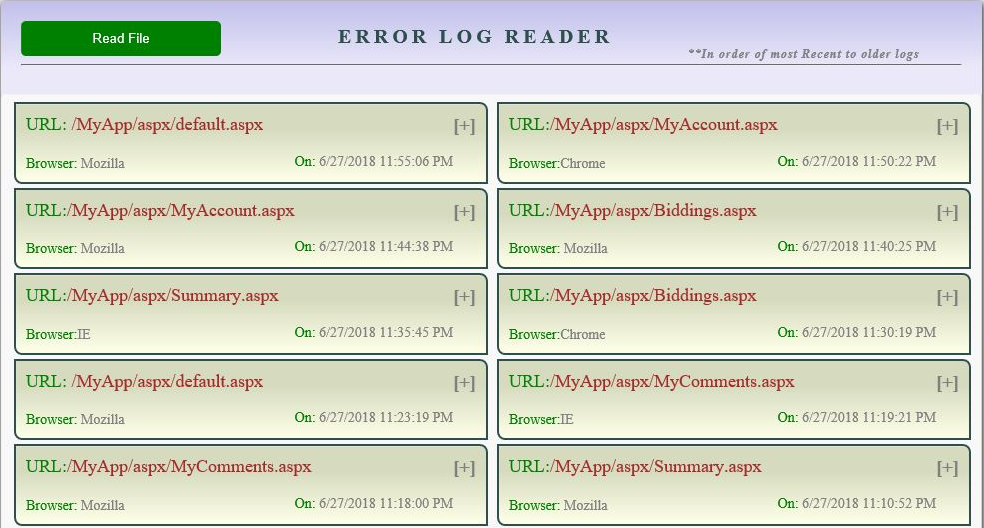 Read File
ERROR LOG READER
**In order of most Recent to older logs
URL: /MyApp/aspx/default.aspx
[+]
Browser: Mozilla
On: 6/27/2018 11:55:06 PM
URL:/MyApp/aspx/MyAccount.aspx
[+]
Browser:Chrome
On: 6/27/2018 11:50:22 PM
URL:/MyApp/aspx/MyAccount.aspx
[+]
Browser: Mozilla
On: 6/27/2018 11:44:38 PM
URL:/MyApp/aspx/Biddings.aspx
[+]
Browser: Mozilla
On: 6/27/2018 11:40:25 PM
URL:/MyApp/aspx/Summary.aspx
[+]
Browser:IE
On: 6/27/2018 11:35:45 PM
URL:/MyApp/aspx/Biddings.aspx
[+]
Browser:Chrome
On: 6/27/2018 11:30:19 PM
URL: /MyApp/aspx/default.aspx
[+]
Browser: Mozilla
On: 6/27/2018 11:23:19 PM
URL:/MyApp/aspx/MyComments.aspx
[+]
Browser:IE
On: 6/27/2018 11:19:21 PM
URL:/MyApp/aspx/MyComments.aspx
[+]
Browser: Mozilla
On: 6/27/2018 11:18:00 PM
URL:/MyApp/aspx/Summary.aspx
[+]
Browser: Mozilla
On: 6/27/2018 11:10:52 PM